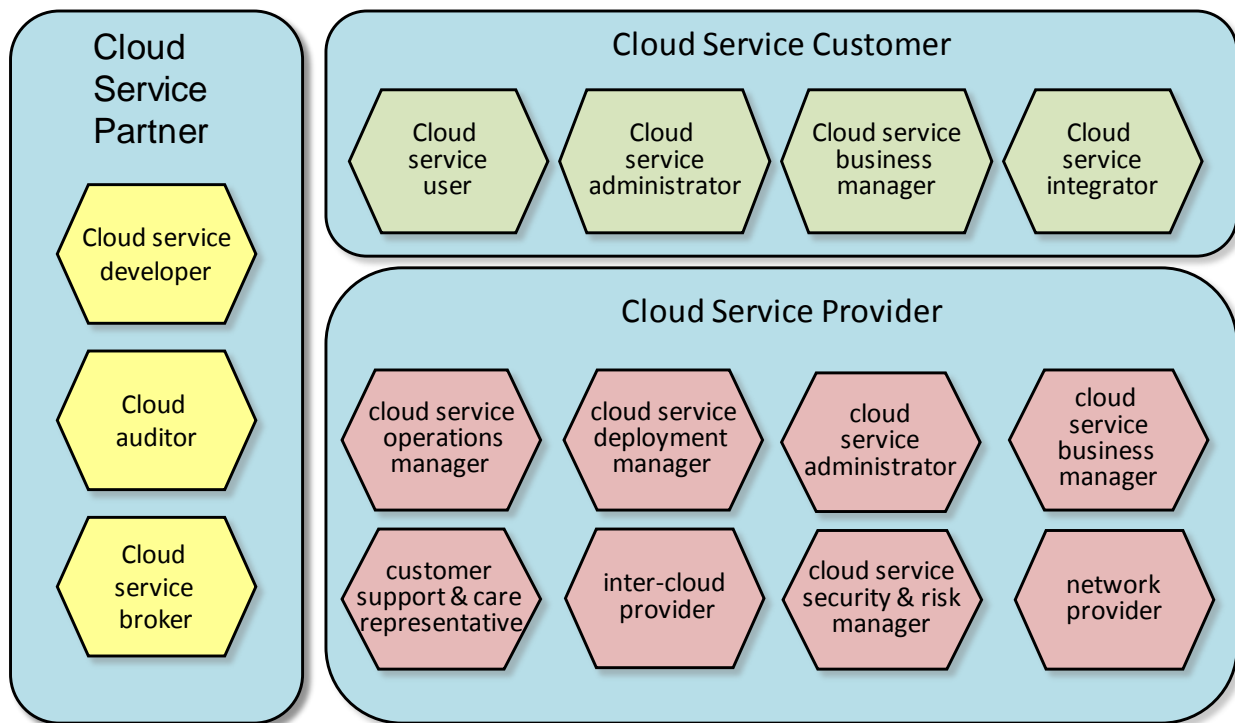 Cloud
Service
Partner
Cloud service
developer
Cloud
auditor
Cloud
service
broker
Cloud Service Customer
Cloud
service
user
Cloud
service
administrator
Cloud service
business
manager
Cloud
service
integrator
Cloud Service Provider
cloud service
operations
manager
cloud service
deployment
manager
cloud
service
administrator
cloud
service
business
manager
customer
support & care
representative
inter-cloud
provider
cloud service
security & risk
manager
network
provider